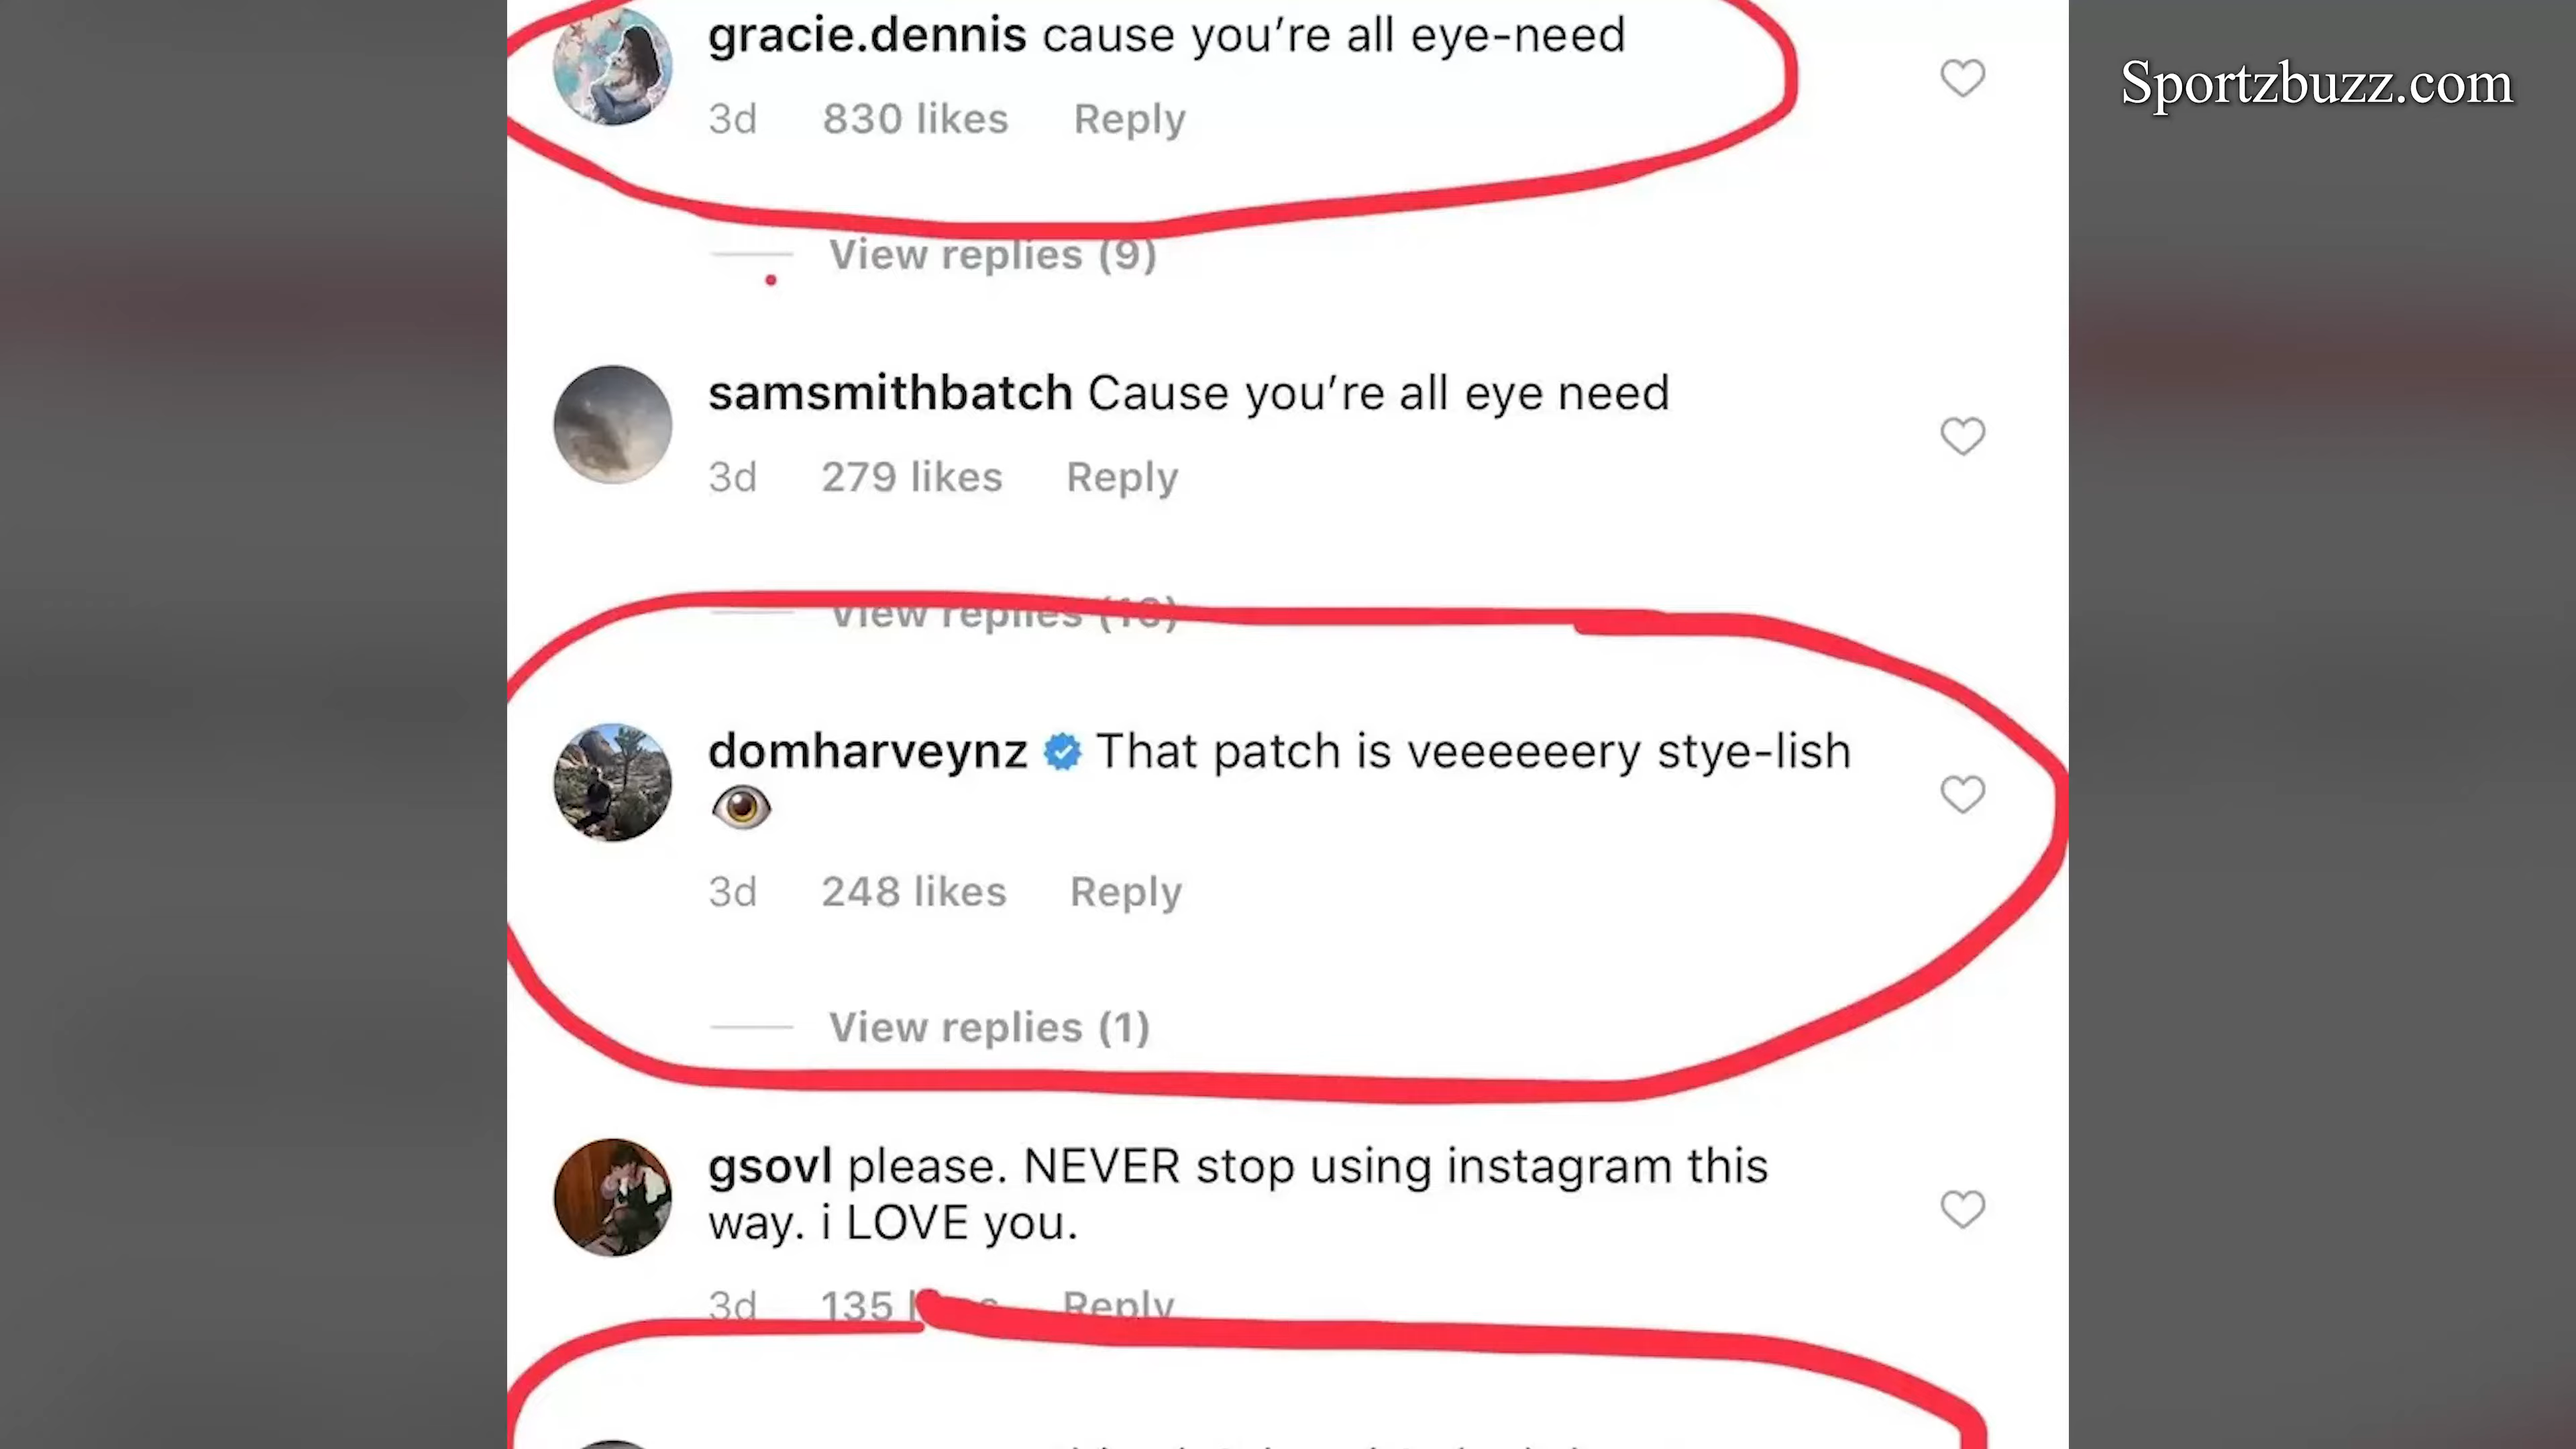 gracie.dennis cause you're all eye-need
3d 830 likes Reply
View replies (9)
Sportzbuzz.com
samsmithbatch Cause you're all eye need
3d 279 likes Reply
View replies
domharveynz That patch is veeeeeery stye-lish
👁
3d 248 likes Reply
View replies (1)
gsovl please. NEVER stop using instagram this
way. i LOVE you.
3d 135 Reply